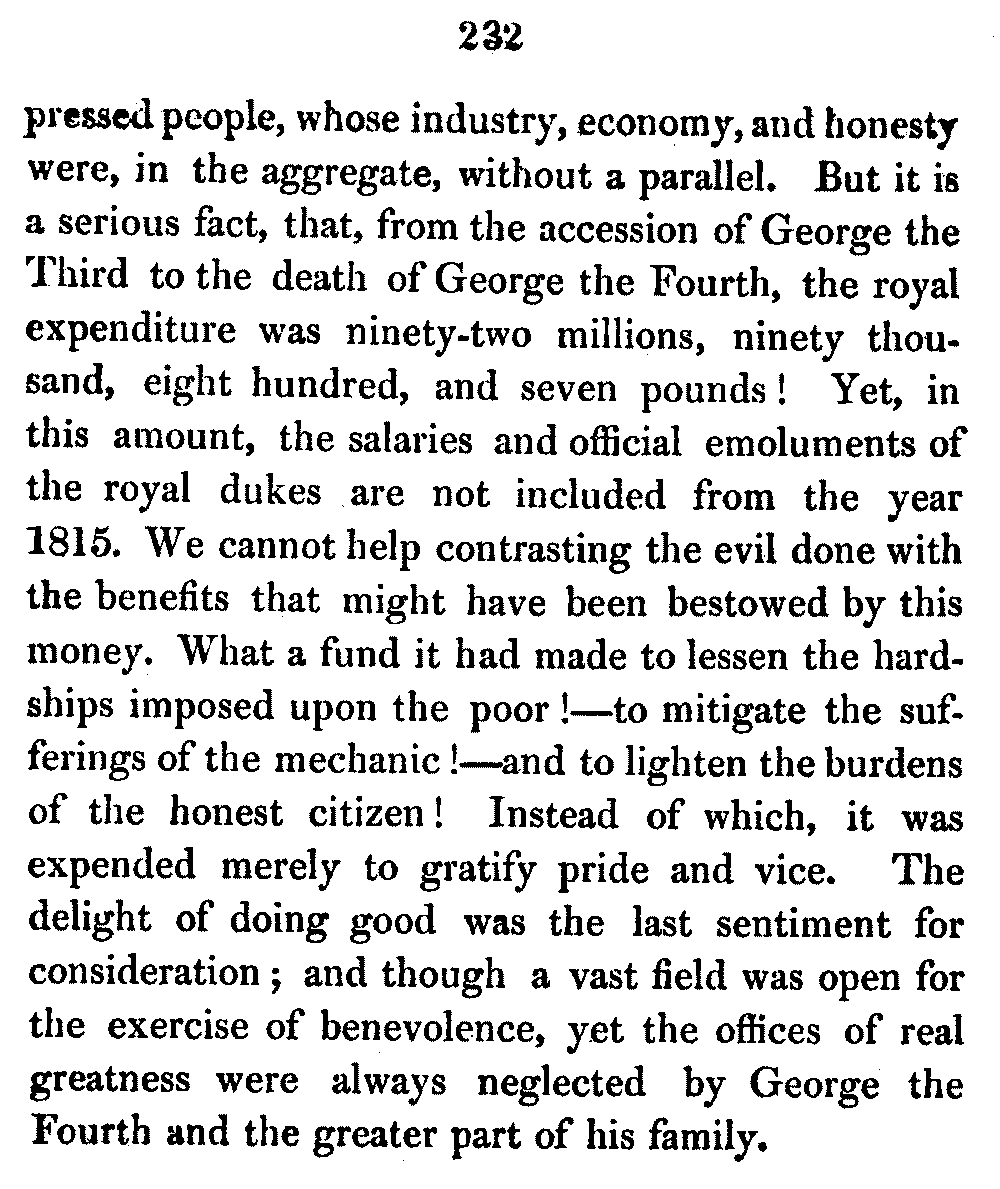 232
pressed people, whose industry, economy, and honesty
were, in the aggregate, without a parallel. But it is
a serious fact, that, from the accession of George the
Third to the death of George the Fourth, the royal
expenditure was ninety-two millions, ninety thou-
sand, eight hundred, and seven pounds! Yet, in
this amount, the salaries and official emoluments of
the royal dukes are not included from the year
1815. We cannot help contrasting the evil done with
the benefits that might have been bestowed by this
money. What a fund it had made to lessen the hard-
ships imposed upon the poor!—to mitigate the suf-
ferings of the mechanic!—and to lighten the burdens
of the honest citizen! Instead of which, it was
expended merely to gratify pride and vice. The
delight of doing good was the last sentiment for
consideration; and though a vast field was open for
the exercise of benevolence, yet the offices of real
greatness were always neglected by George the
Fourth and the greater part of his family.